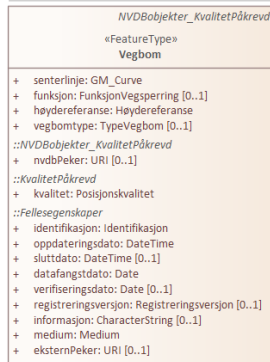 NVDBobjekter_KvalitetPåkrevd
«FeatureType»
Vegbom
+ senterlinje: GM_Curve
+ funksjon: FunksjonVegsperring [0..1]
+ høydereferanse: Høydereferanse
+ vegbomtype: TypeVegbom [0..1]
::NVDBobjekter_KvalitetPåkrevd
+ nvdbPeker: URI [0..1]
::KvalitetPåkrevd
+ kvalitet: Posisjonskvalitet
::Fellesegenskaper
+ identifikasjon: Identifikasjon
+ oppdateringsdato: DateTime
+ sluttdato: DateTime [0..1]
+ datafangstdato: Date
+ verifiseringsdato: Date [0..1]
+ registreringsversjon: Registreringsversjon [0..1]
+ informasjon: CharacterString [0..1]
+ medium: Medium
+ eksternPeker: URI [0..1]